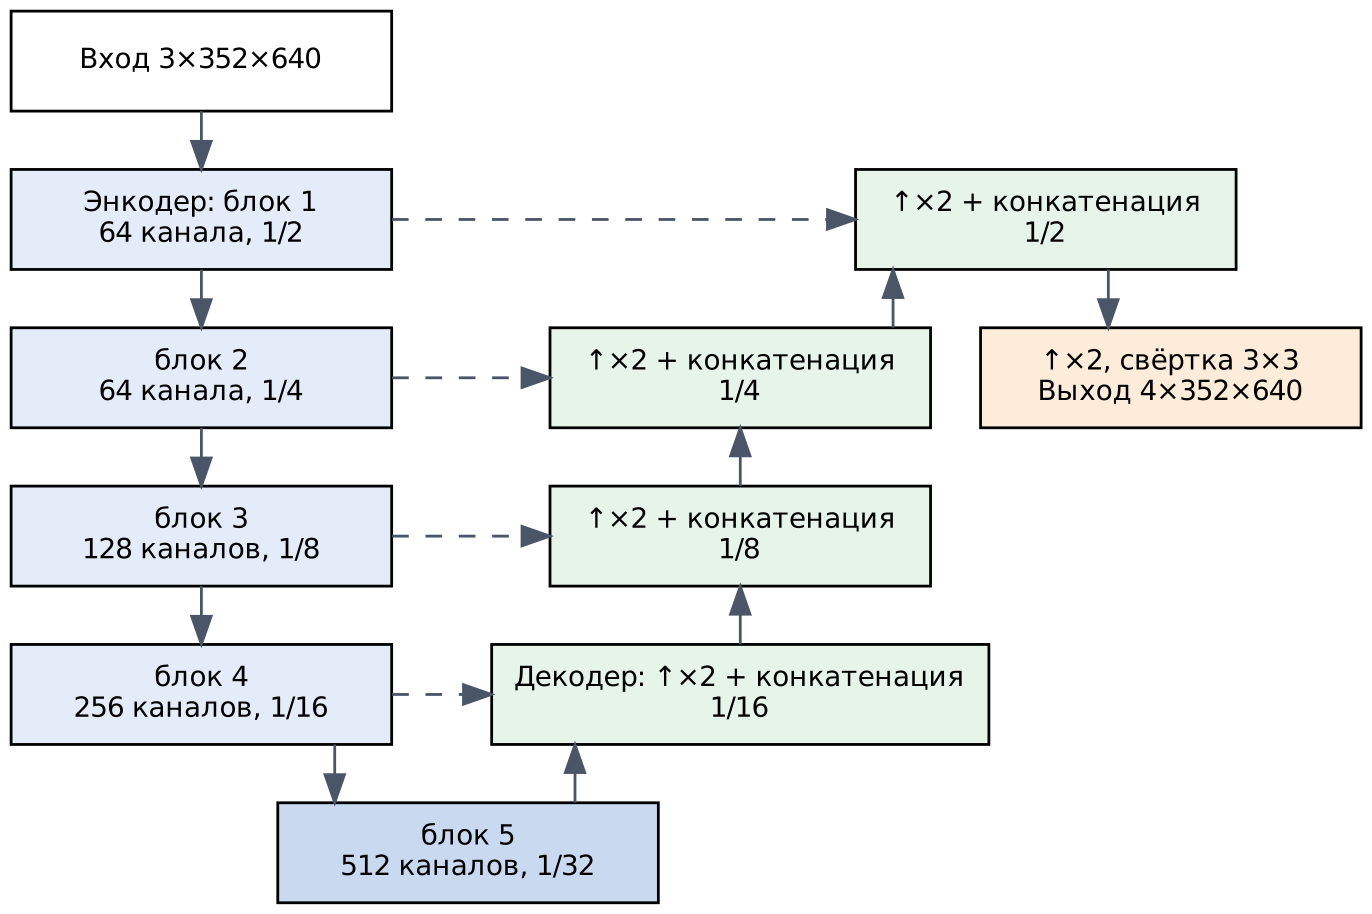 Вход 3×352×640
Энкодер: блок 1
64 канала, 1/2
↑×2 + конкатенация
1/2
блок 2
64 канала, 1/4
↑×2 + конкатенация
1/4
↑×2, свёртка 3×3
Выход 4×352×640
блок 3
128 каналов, 1/8
↑×2 + конкатенация
1/8
блок 4
256 каналов, 1/16
Декодер: ↑×2 + конкатенация
1/16
блок 5
512 каналов, 1/32